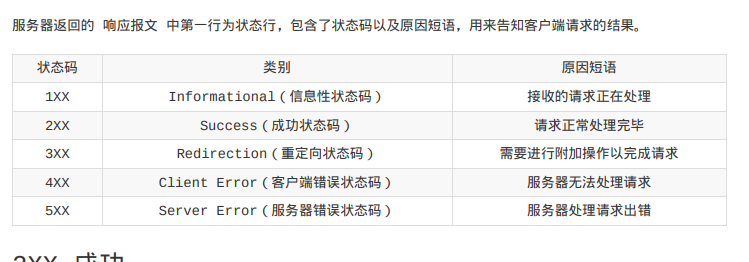 服务器返回的 响应报文 中第一行为状态行，包含了状态码以及原因短语，用来告知客户端请求的结果。
状态码 类别 原因短语
1XX Informational（信息性状态码） 接收的请求正在处理
2XX Success（成功状态码） 请求正常处理完毕
3XX Redirection（重定向状态码） 需要进行附加操作以完成请求
4XX Client Error（客户端错误状态码） 服务器无法处理请求
5XX Server Error（服务器错误状态码） 服务器处理请求出错
2XX 成功